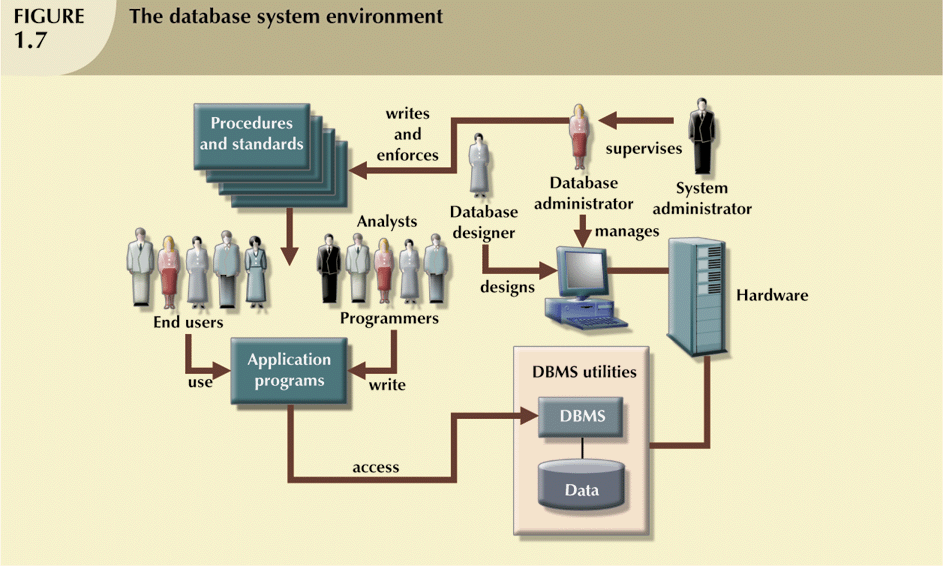 FIGURE
1.7
The database system environment
Procedures
and standards
writes
and
enforces
supervises
Database
administrator
System
administrator
Database
designer
manages
designs
Hardware
Analysts
End users
Programmers
use
Application
programs
write
access
DBMS utilities
DBMS
Data